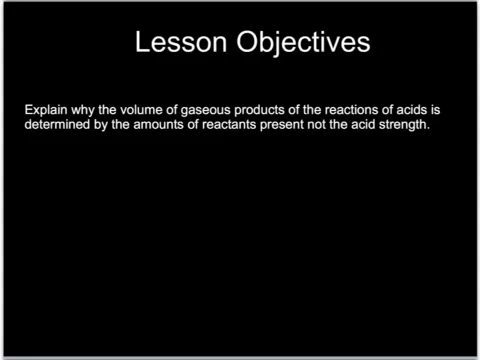 Lesson Objectives
Explain why the volume of gaseous products of the reactions of acids is
determined by the amounts of reactants present not the acid strength.